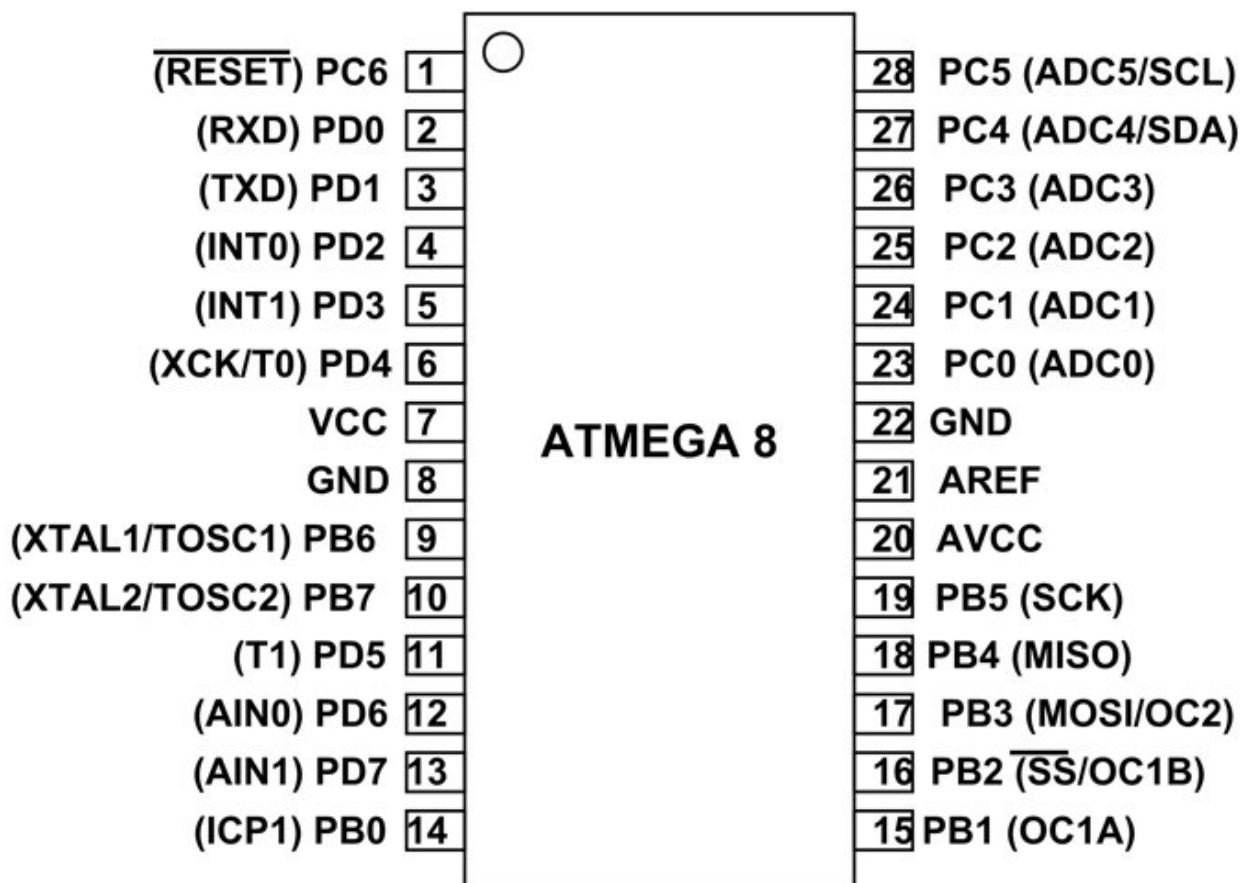 (RESET) PC6 1
(RXD) PD0 2
(TXD) PD1 3
(INT0) PD2 4
(INT1) PD3 5
(XCK/T0) PD4 6
VCC 7
GND 8
(XTAL1/TOSC1) PB6 9
(XTAL2/TOSC2) PB7 10
(T1) PD5 11
(AIN0) PD6 12
(AIN1) PD7 13
(ICP1) PB0 14
ATMEGA 8
28 PC5 (ADC5/SCL)
27 PC4 (ADC4/SDA)
26 PC3 (ADC3)
25 PC2 (ADC2)
24 PC1 (ADC1)
23 PC0 (ADC0)
22 GND
21 AREF
20 AVCC
19 PB5 (SCK)
18 PB4 (MISO)
17 PB3 (MOSI/OC2)
16 PB2 (SS/OC1B)
15 PB1 (OC1A)